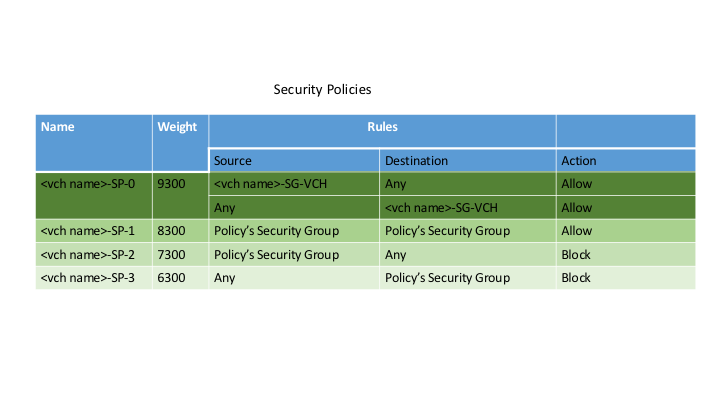 Security Policies
Name Weight Rules
Source Destination Action
<vch name>-SP-0 9300 <vch name>-SG-VCH Any Allow
Any <vch name>-SG-VCH Allow
<vch name>-SP-1 8300 Policy’s Security Group Policy’s Security Group Allow
<vch name>-SP-2 7300 Policy’s Security Group Any Block
<vch name>-SP-3 6300 Any Policy’s Security Group Block